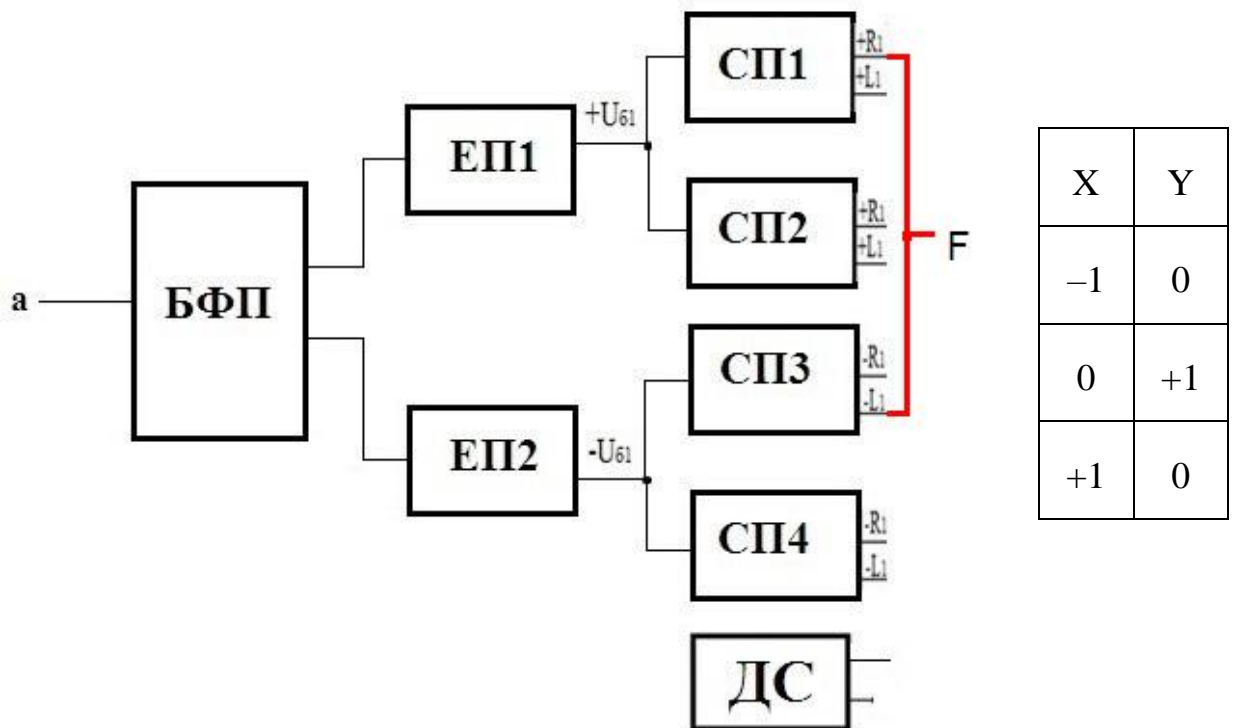 a
БФП
ЕП1
ЕП2
+Uб1
-Uб1
СП1
+R1
+L1
СП2
+R1
+L1
СП3
-R1
-L1
СП4
-R1
-L1
ДС
F
X Y
–1 0
0 +1
+1 0